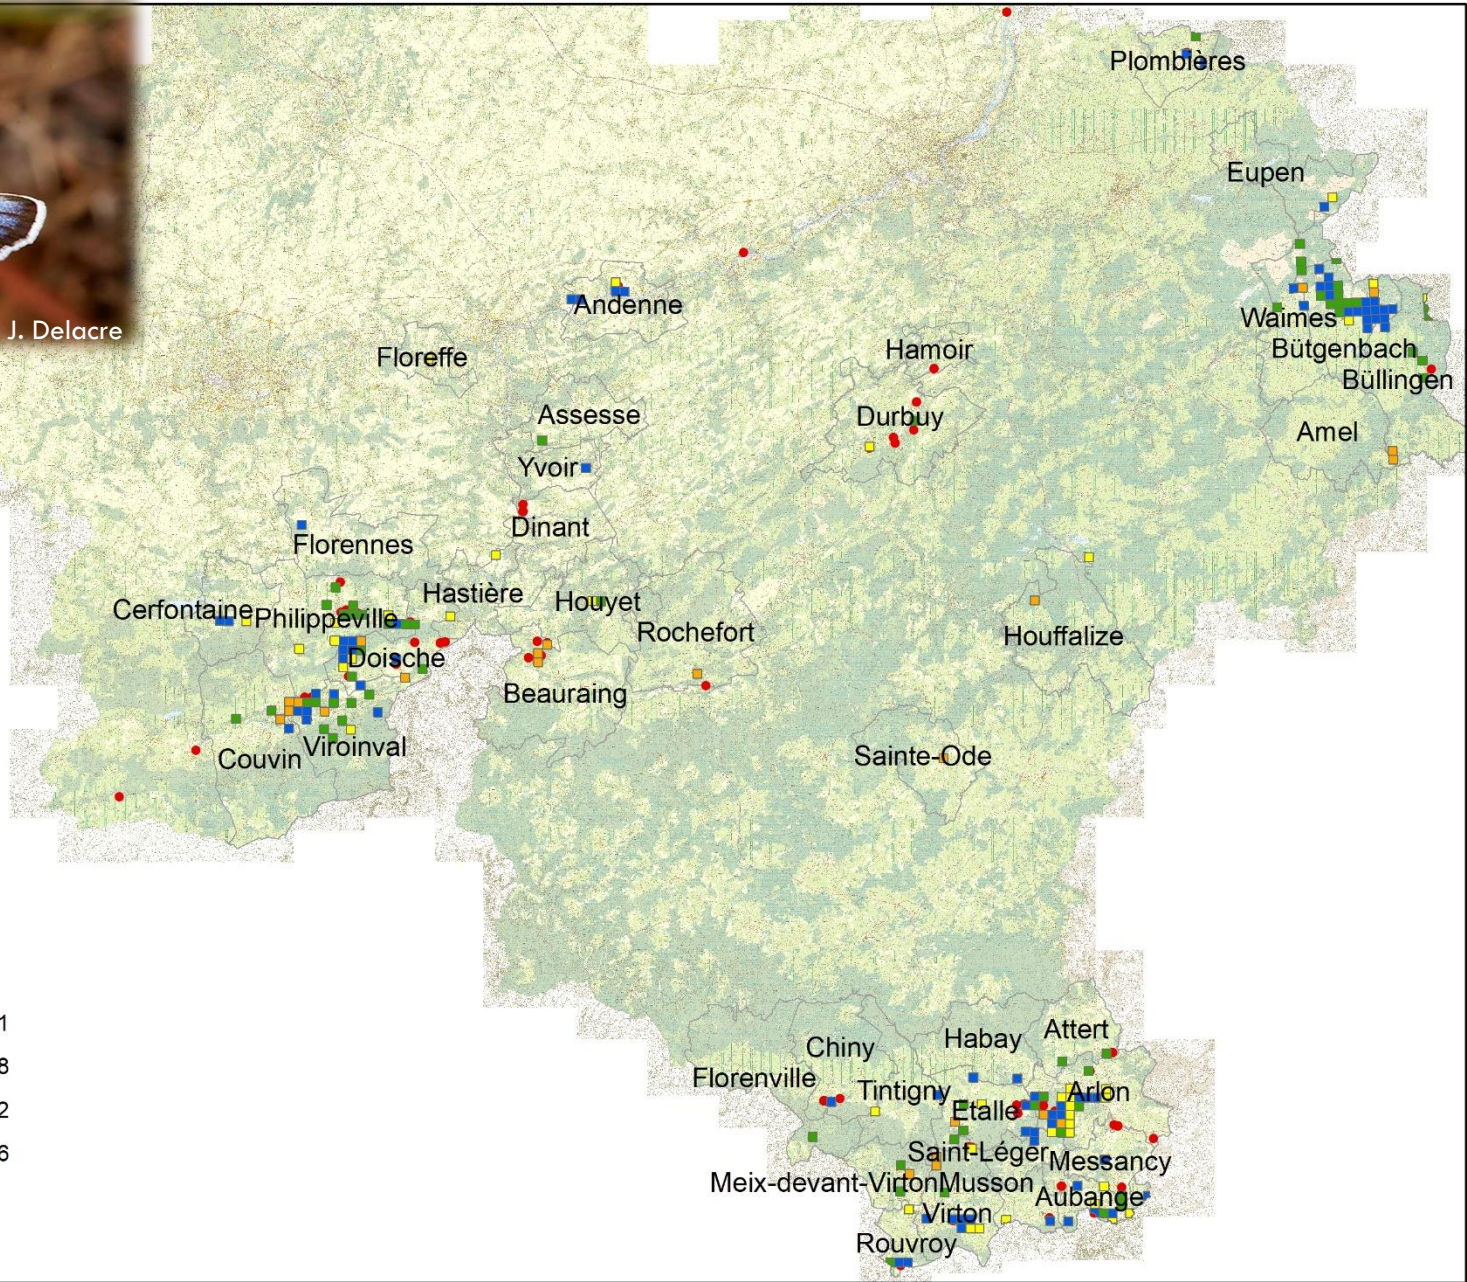 Plombières
Eupen
Andenne
J. Delacre
Waimes
Floreffe
Hamoir
Bütgenbach
Büllingen
Assesse
Durbuy
Amel
Yvoir
Dinant
Florennes
Hastière
Houyet
Cerfontaine
Philippeville
Rochefort
Houffalize
Doische
Beauraing
Viroinval
Couvin
Sainte-Ode
1
Attert
Habay
Chiny
8
Florenville
Tintigny
Arlon
2
Etalle
6
Saint-Léger
Messancy
Meix-devant-Virton
Musson
Aubange
Virton
Rouvroy